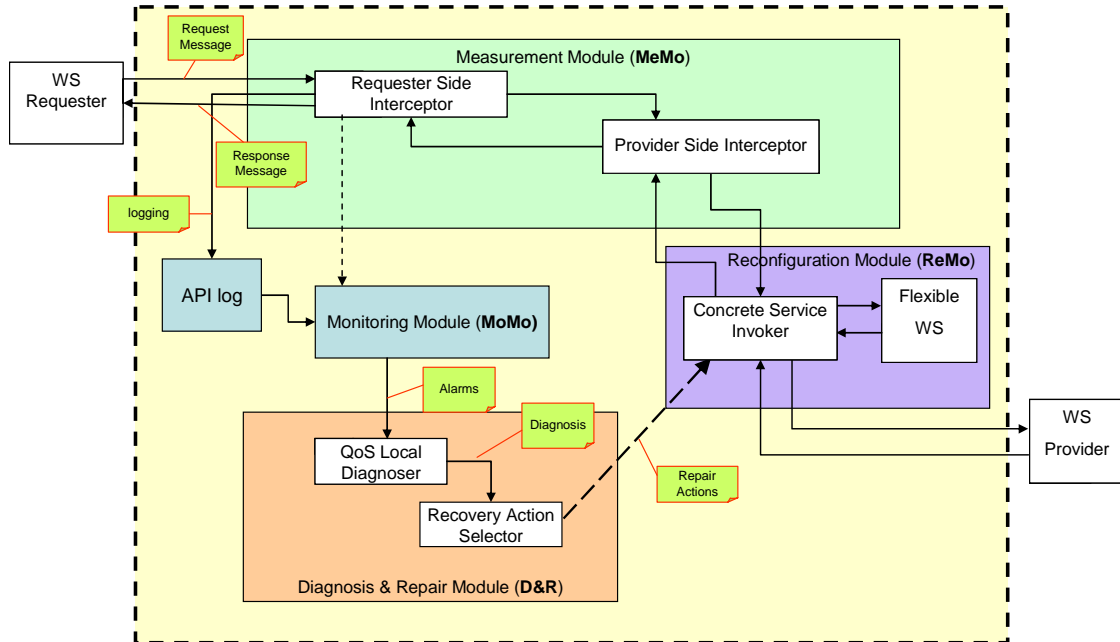 Request
Message
Measurement Module (MeMo)
WS
Requester
Requester Side
Interceptor
Provider Side Interceptor
Response
Message
logging
Reconfiguration Module (ReMo)
API log
Monitoring Module (MoMo)
Concrete Service
Invoker
Flexible
WS
Alarms
Diagnosis
WS
Provider
QoS Local
Diagnoser
Repair
Actions
Recovery Action
Selector
Diagnosis & Repair Module (D&R)